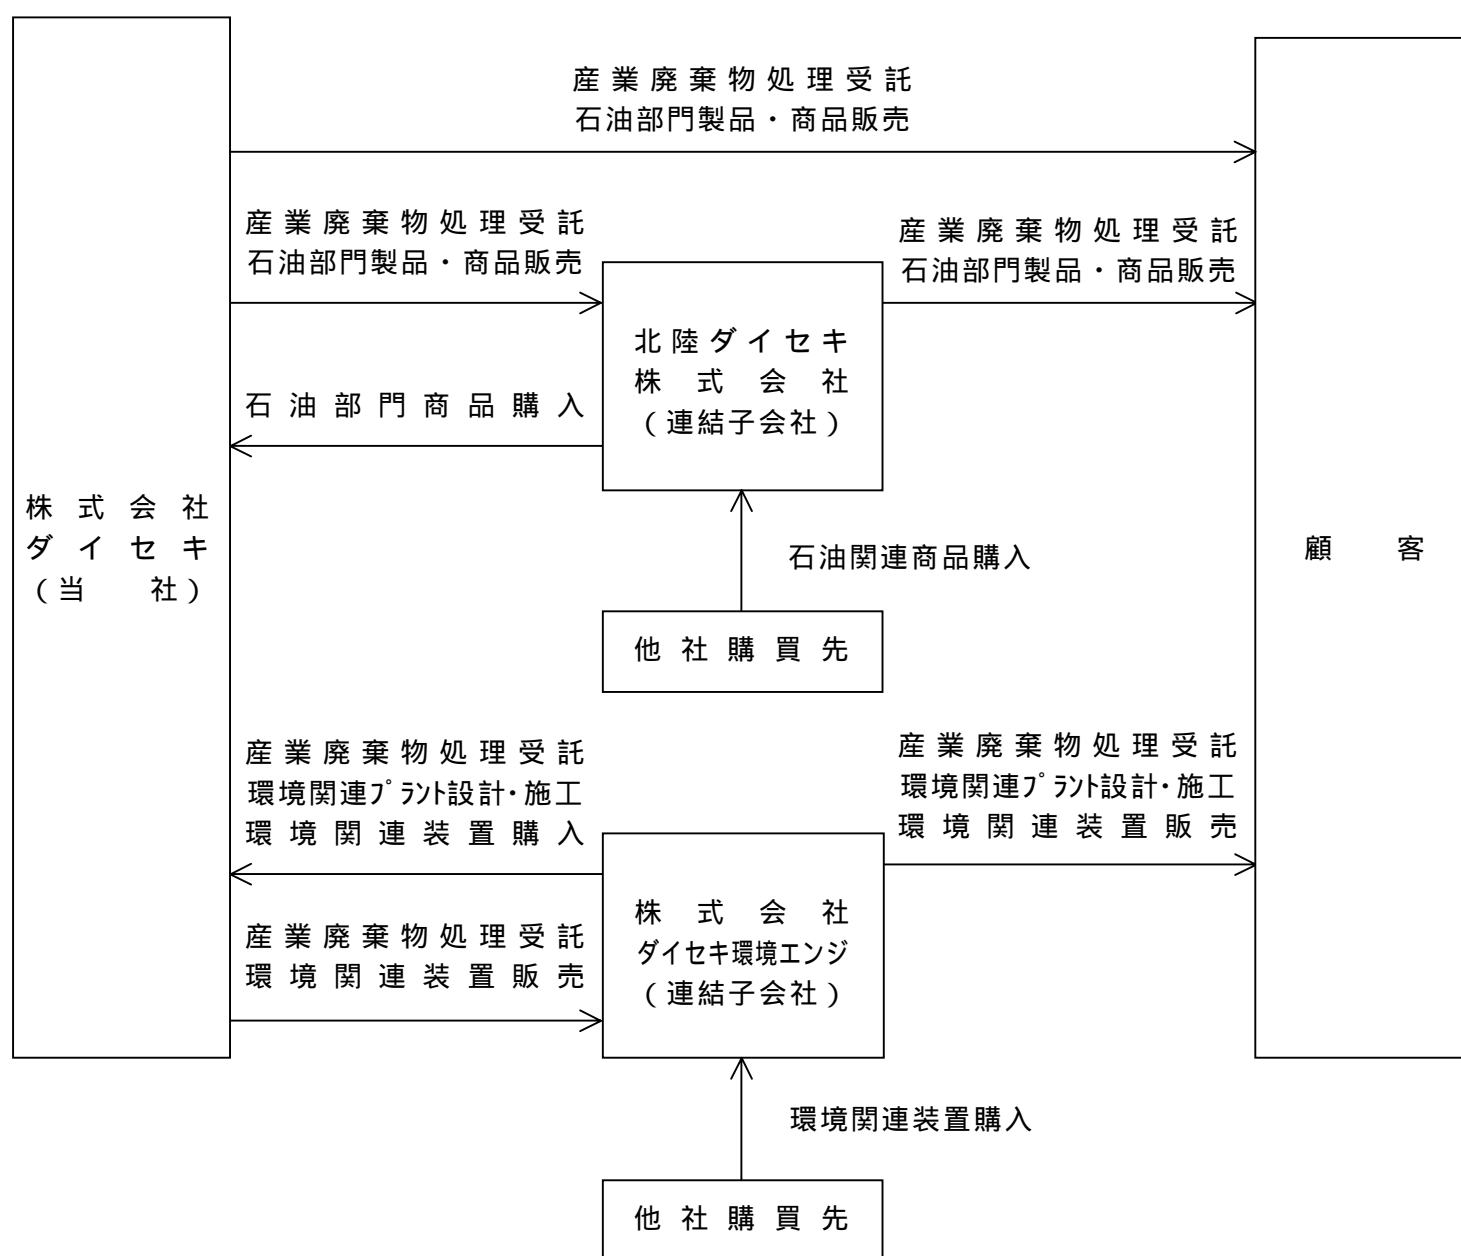 産業廃棄物処理受託
石油部門製品・商品販売
産業廃棄物処理受託
石油部門製品・商品販売
産業廃棄物処理受託
石油部門製品・商品販売
北陸ダイセキ
株式会社
(連結子会社)
石油部門商品購入
株式会社
ダイセキ
(当社)
顧客
石油関連商品購入
他社購買先
産業廃棄物処理受託
環境関連プラント設計・施工
環境関連装置購入
産業廃棄物処理受託
環境関連プラント設計・施工
環境関連装置販売
株式会社
ダイセキ環境エンジ
(連結子会社)
産業廃棄物処理受託
環境関連装置販売
環境関連装置購入
他社購買先